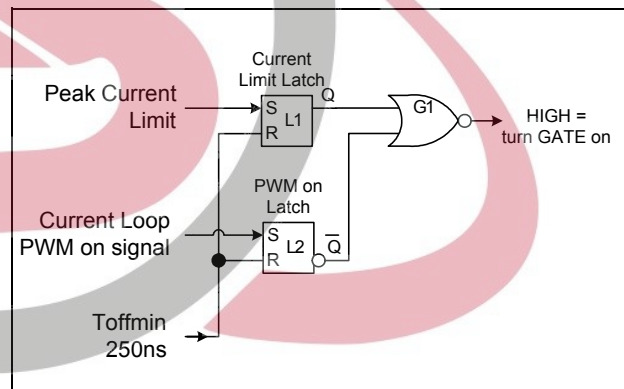 Current
Limit Latch
Peak Current
Limit
S
R
L1
Q
G1
HIGH =
turn GATE on
PWM on
Latch
Current Loop
PWM on signal
S
R
L2
Q
Toffmin
250ns